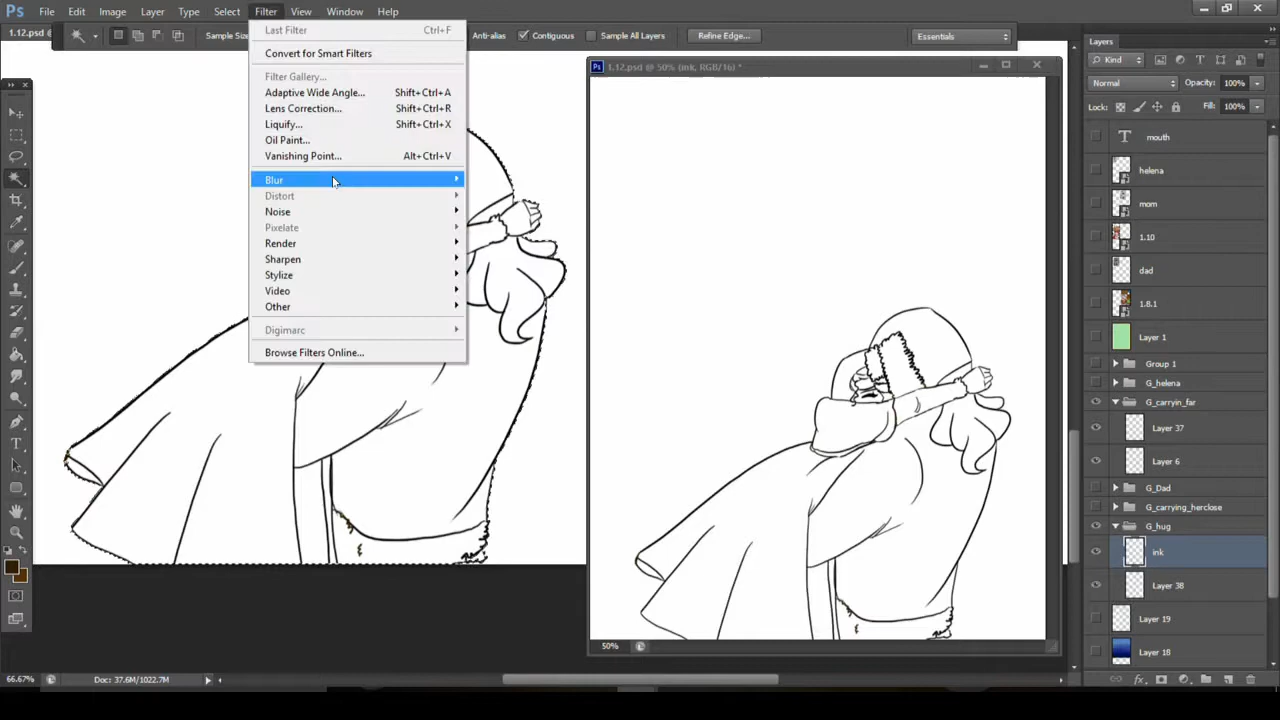 File Edit Image Layer Type Select Filter View Window Help
1.12.psd @
Sample Size
Anti-alias Contiguous Sample All Layers Refine Edge... Essentials
Last Filter Ctrl+F
Convert for Smart Filters
Filter Gallery...
Adaptive Wide Angle... Shift+Ctrl+A
Lens Correction... Shift+Ctrl+R
Liquify... Shift+Ctrl+X
Oil Paint...
Vanishing Point... Alt+Ctrl+V
Blur
Distort
Noise
Pixelate
Render
Sharpen
Stylize
Video
Other
Digimarc
Browse Filters Online...
Ps 1.12.psd @ 50% (ink, RGB/16) *
50%
66.67% Doc: 37.6M/1022.7M
Layers
Kind
Normal Opacity: 100%
Lock: Fill: 100%
T mouth
helena
mom
1.10
dad
1.8.1
Layer 1
Group 1
G_helena
G_carryin_far
Layer 37
Layer 6
G_Dad
G_carrying_herclose
G_hug
ink
Layer 38
Layer 19
Layer 18
fx